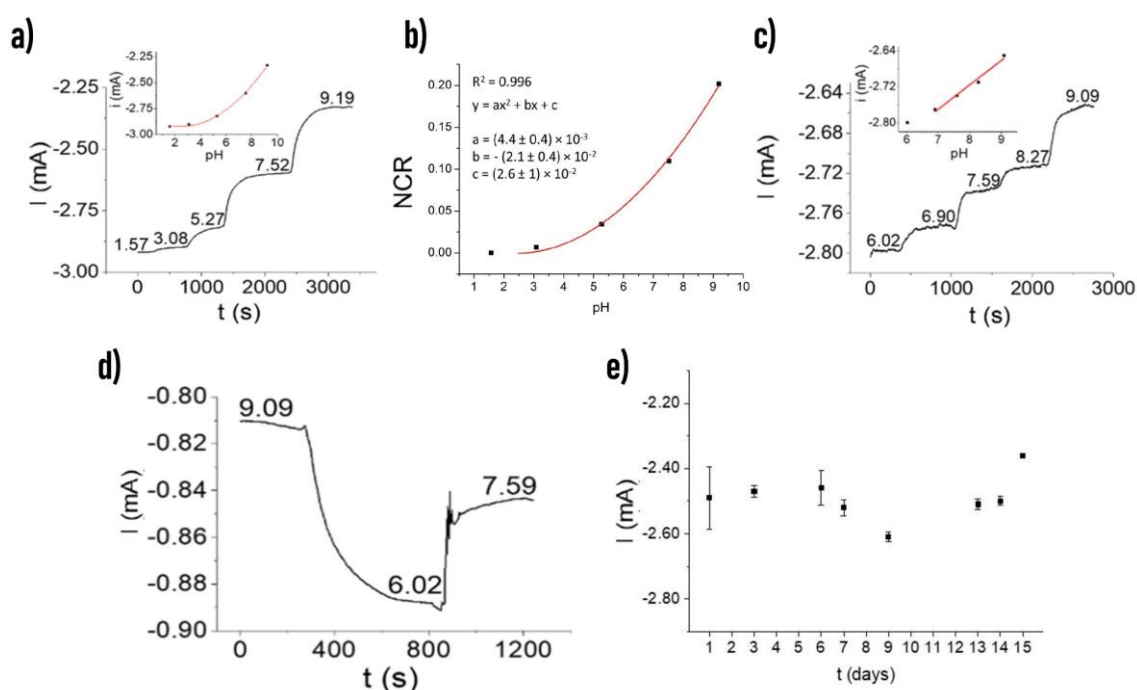 a)
-2.25
-2.50
-2.75
-3.00
I (mA)
0
1000
2000
3000
t (s)
1.57
3.08
5.27
7.52
9.19
-2.25
-2.50
-2.75
-3.00
i (mA)
2
4
6
8
10
pH
b)
R² = 0.996
y = ax² + bx + c
a = (4.4 ± 0.4) × 10⁻³
b = - (2.1 ± 0.4) × 10⁻²
c = (2.6 ± 1) × 10⁻²
0.20
0.15
0.10
0.05
0.00
NCR
0 1 2 3 4 5 6 7 8 9 10
pH
c)
-2.64
-2.68
-2.72
-2.76
-2.80
I (mA)
0
1000
2000
3000
t (s)
6.02
6.90
7.59
8.27
9.09
-2.64
-2.72
-2.80
i (mA)
6
7
8
9
pH
d)
-0.80
-0.82
-0.84
-0.86
-0.88
-0.90
I (mA)
9.09
6.02
7.59
0
400
800
1200
t (s)
e)
-2.20
-2.40
-2.60
-2.80
I (mA)
1 2 3 4 5 6 7 8 9 10 11 12 13 14 15
t (days)